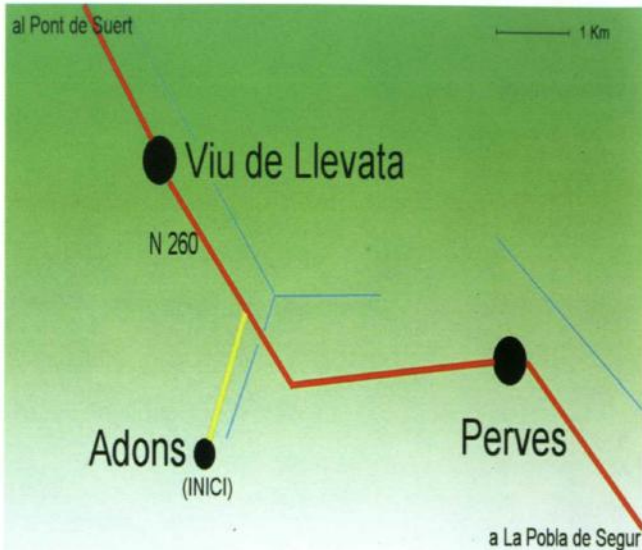 al Pont de Suert
1 Km
Viu de Llevata
N 260
Adons
(INICI)
Perves
a La Pobla de Segur